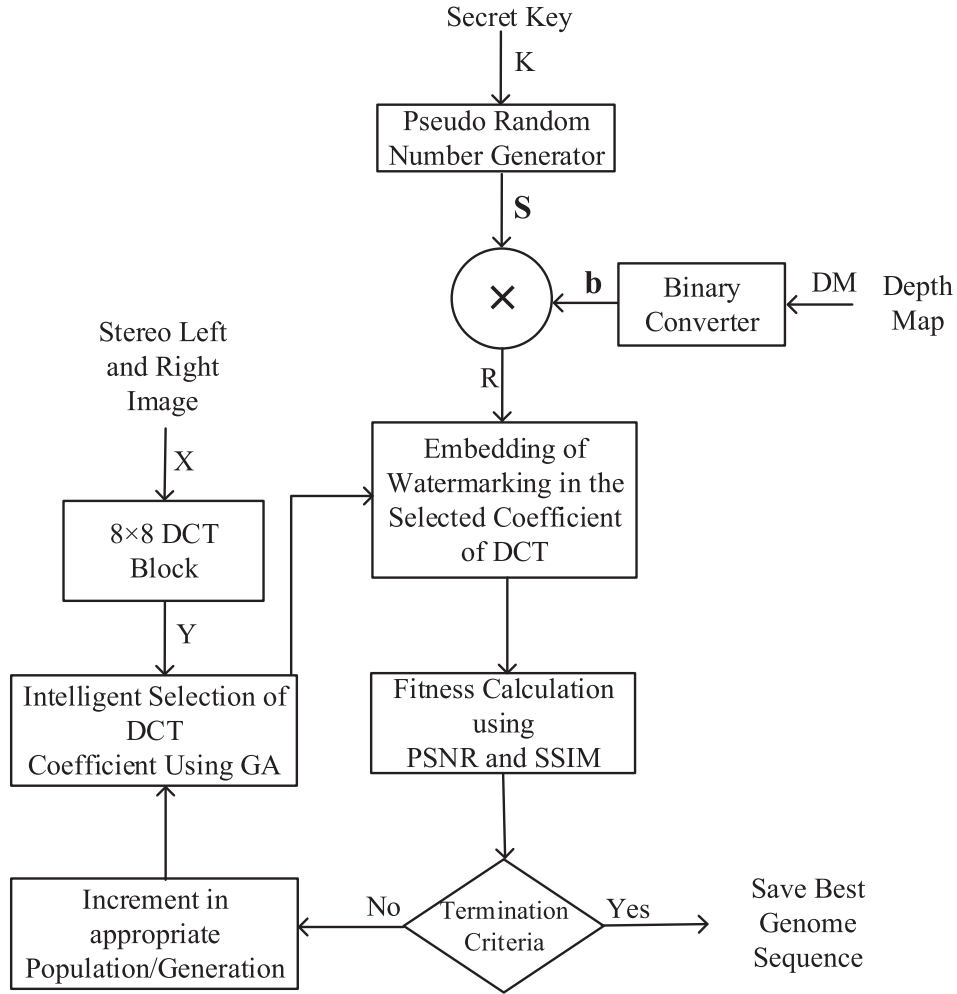 Secret Key
K
Pseudo Random
Number Generator
S
×
b
Binary
Converter
DM
Depth
Map
R
Stereo Left
and Right
Image
X
8×8 DCT
Block
Y
Intelligent Selection of
DCT
Coefficient Using GA
Embedding of
Watermarking in the
Selected Coefficient
of DCT
Fitness Calculation
using
PSNR and SSIM
Termination
Criteria
No
Yes
Increment in
appropriate
Population/Generation
Save Best
Genome
Sequence